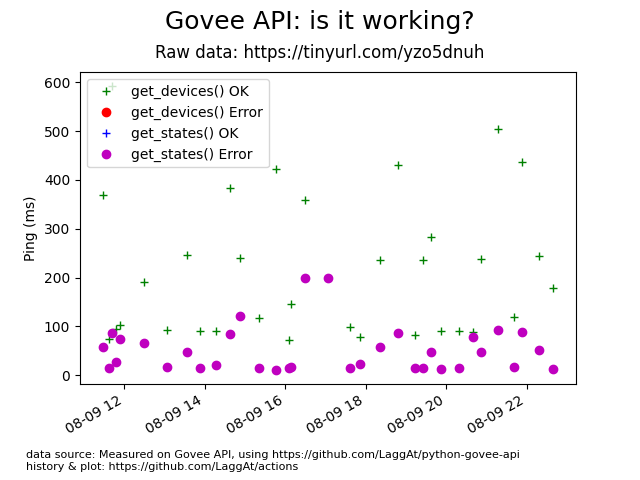 Govee API: is it working?
Raw data: https://tinyurl.com/yzo5dnuh
get_devices() OK
get_devices() Error
get_states() OK
get_states() Error
Ping (ms)
600
500
400
300
200
100
0
08-09 12
08-09 14
08-09 16
08-09 18
08-09 20
08-09 22
data source: Measured on Govee API, using https://github.com/LaggAt/python-govee-api
history & plot: https://github.com/LaggAt/actions